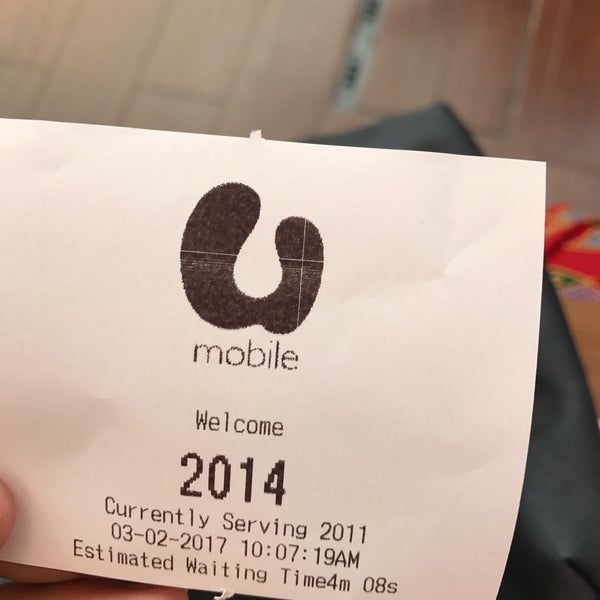 U
mobile
Welcome
2014
Currently Serving 2011
03-02-2017 10:07:19AM
Estimated Waiting Time4m 08s